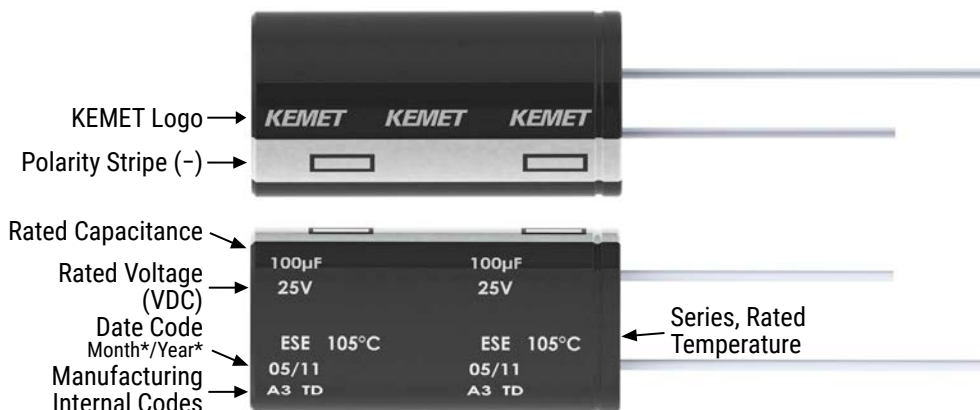 KEMET Logo
KEMET KEMET KEMET
Polarity Stripe (−)
Rated Capacitance
100µF 100µF
Rated Voltage
(VDC)
25V 25V
Date Code
Month*/Year*
ESE 105°C ESE 105°C
05/11 05/11
Manufacturing
Internal Codes
A3 TD A3 TD
Series, Rated
Temperature